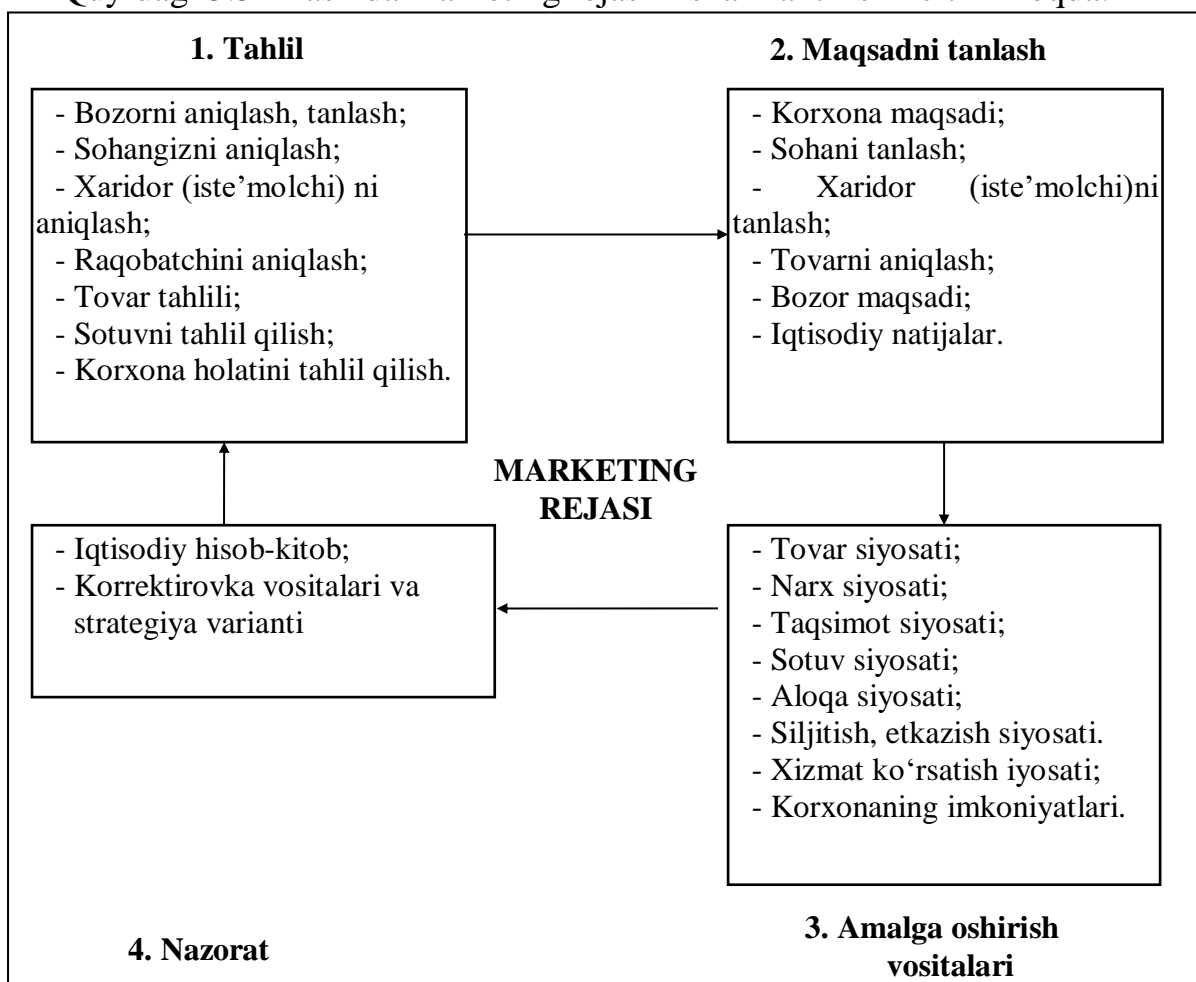 1. Tahlil
- Bozorni aniqlash, tanlash;
- Sohangizni aniqlash;
- Xaridor (iste’molchi) ni
aniqlash;
- Raqobatchini aniqlash;
- Tovar tahlili;
- Sotuvni tahlil qilish;
- Korxona holatini tahlil qilish.
2. Maqsadni tanlash
- Korxona maqsadi;
- Sohani tanlash;
- Xaridor (iste’molchi)ni
tanlash;
- Tovarni aniqlash;
- Bozor maqsadi;
- Iqtisodiy natijalar.
MARKETING
REJASI
- Tovar siyosati;
- Narx siyosati;
- Taqsimot siyosati;
- Sotuv siyosati;
- Aloqa siyosati;
- Siljitish, etkazish siyosati.
- Xizmat ko‘rsatish iyosati;
- Korxonaning imkoniyatlari.
3. Amalga oshirish
vositalari
- Iqtisodiy hisob-kitob;
- Korrektirovka vositalari va
strategiya varianti
4. Nazorat